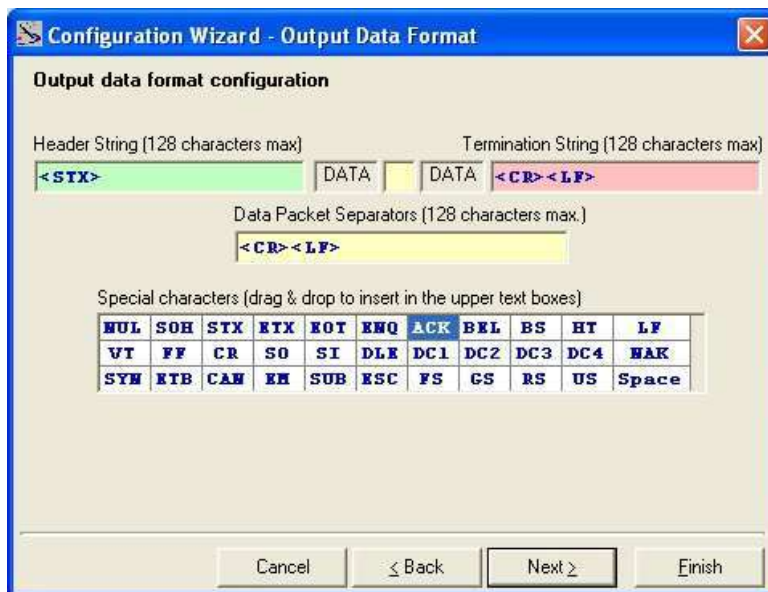 Configuration Wizard - Output Data Format
Output data format configuration
Header String (128 characters max) Termination String (128 characters max)
<STX> DATA DATA <CR><LF>
Data Packet Separators (128 characters max.)
<CR><LF>
Special characters (drag & drop to insert in the upper text boxes)
NUL SOH STX ETX EOT ENQ ACK BEL BS HT LF
VT FF CR SO SI DLE DC1 DC2 DC3 DC4 NAK
SYN ETB CAN EM SUB ESC FS GS RS US Space
Cancel < Back Next > Finish